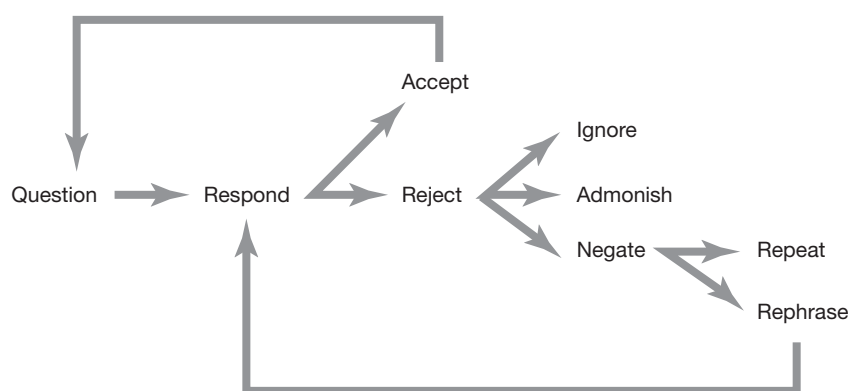 Accept
Ignore
Question
Respond
Reject
Admonish
Negate
Repeat
Rephrase